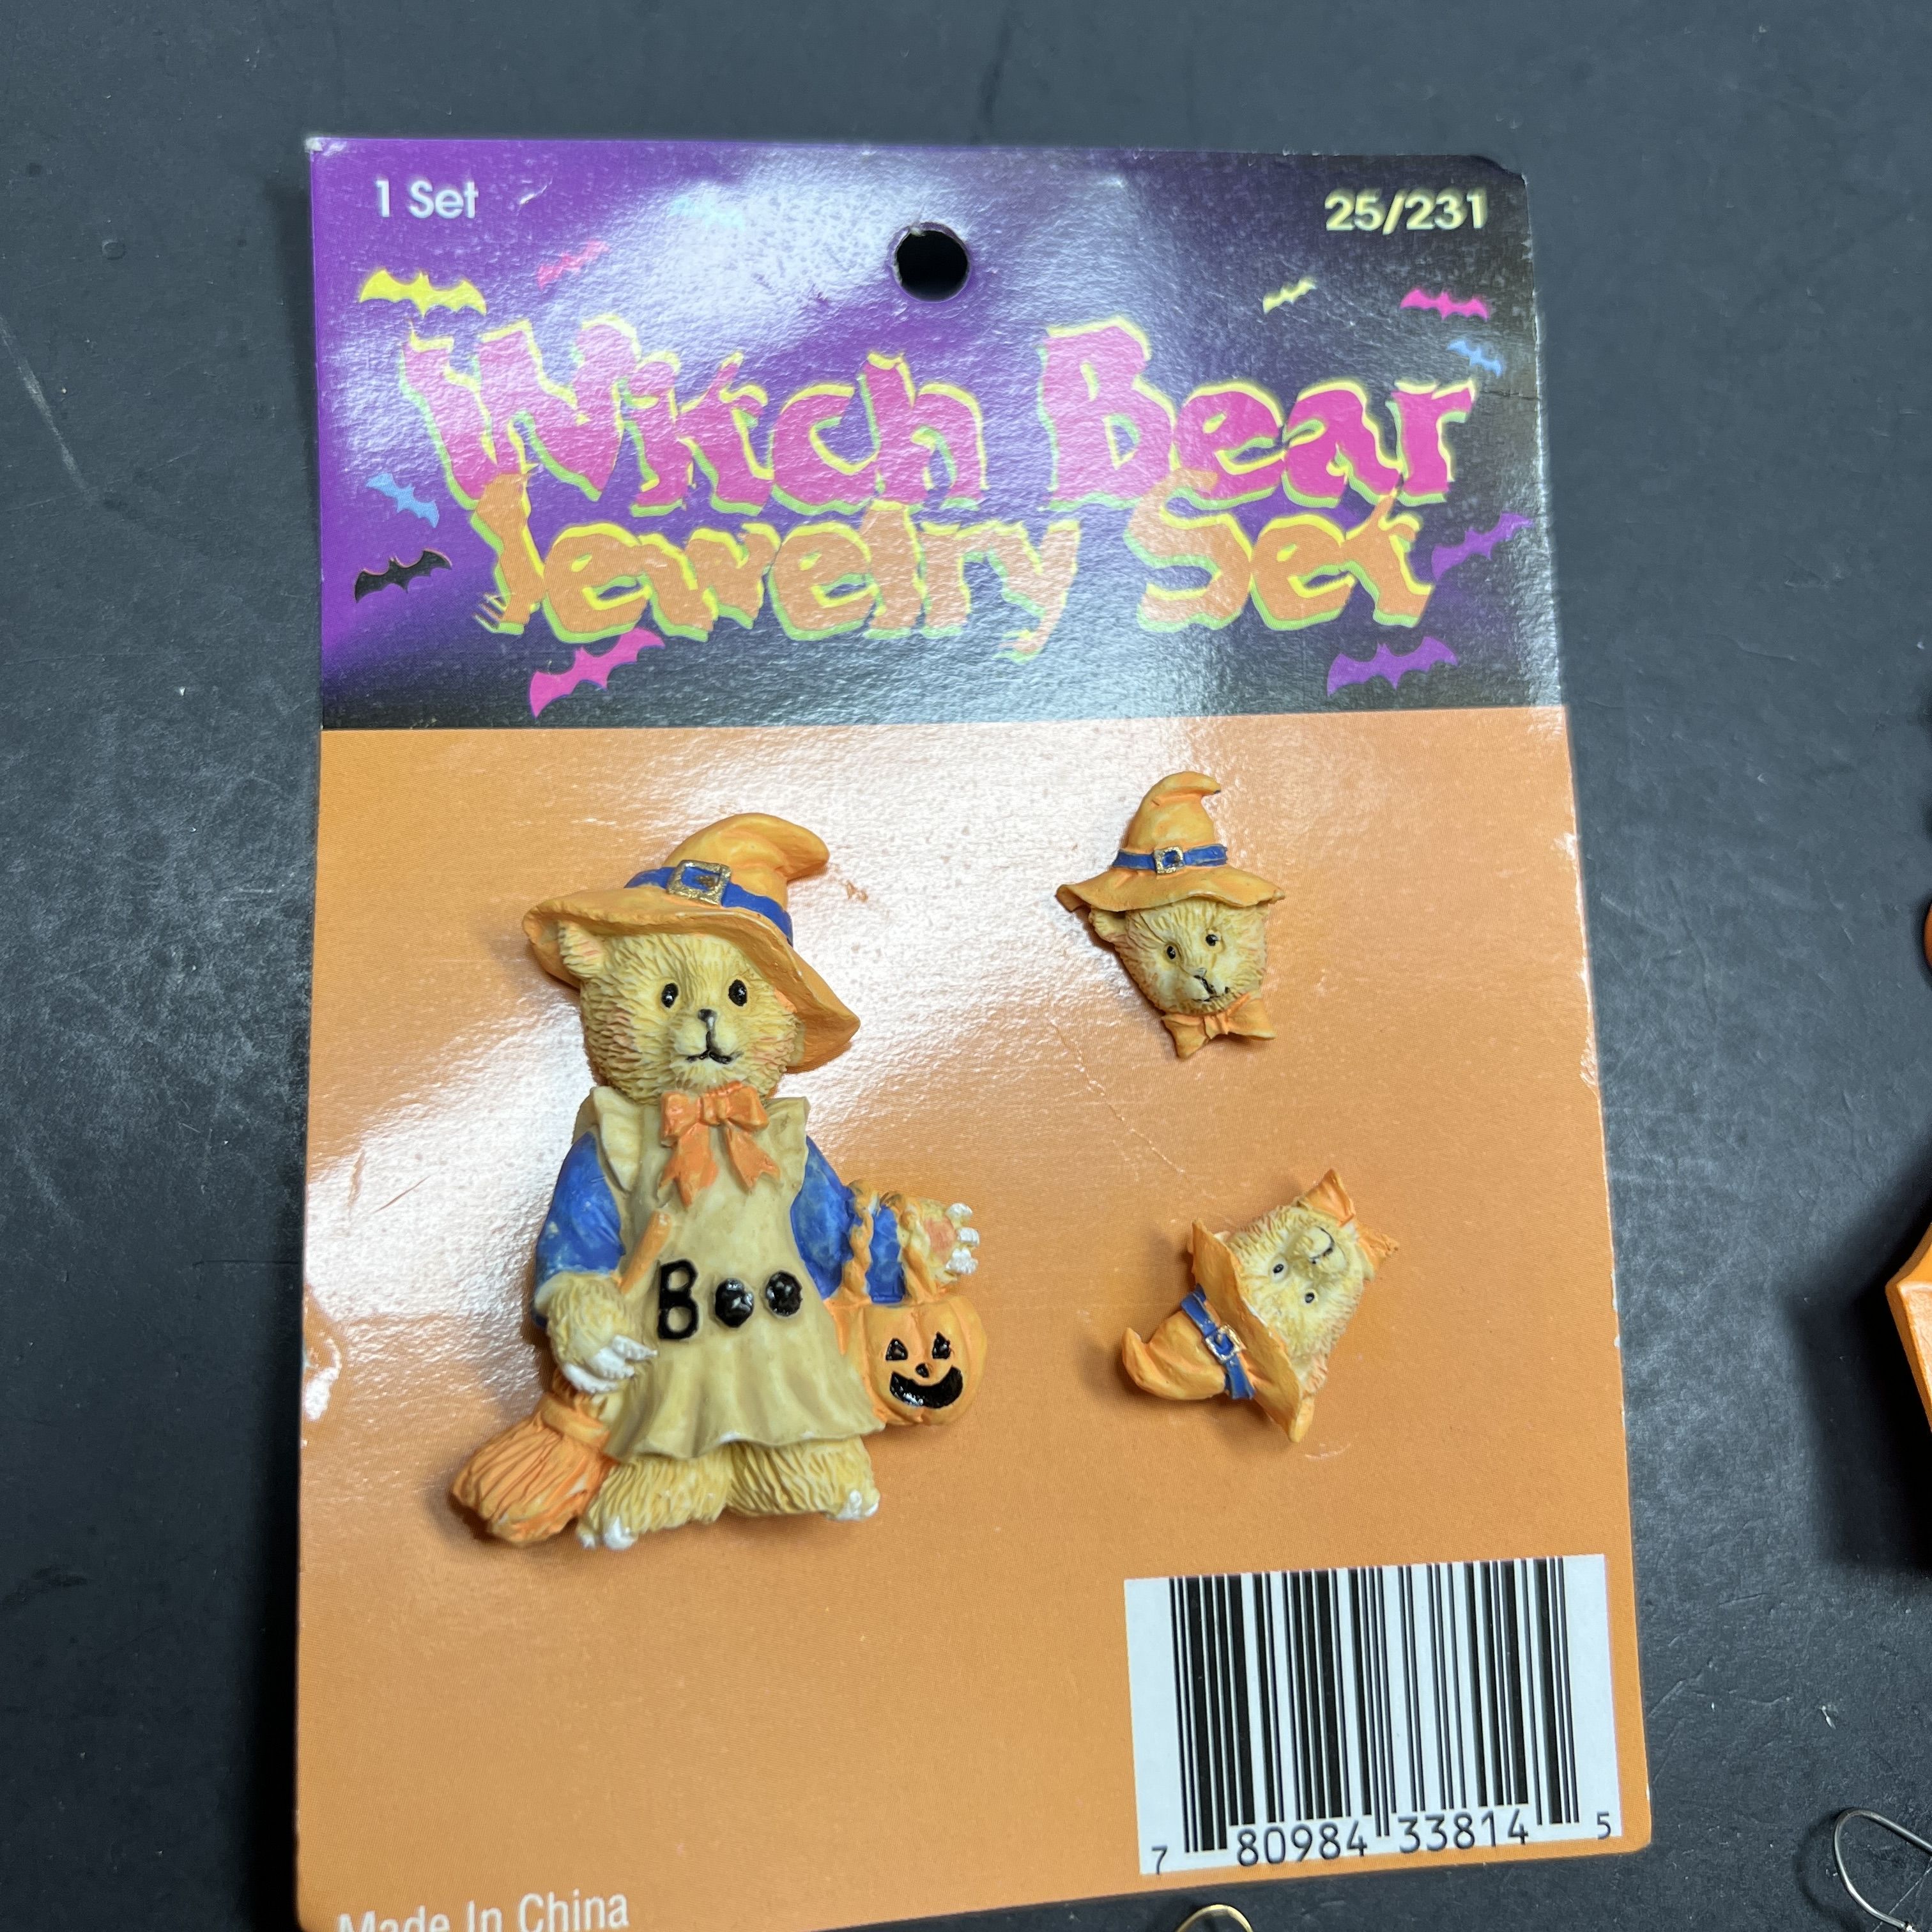 1 Set
25/231
Witch Bear
Jewelry Set
Boo
7 80984 33814 5
Made In China